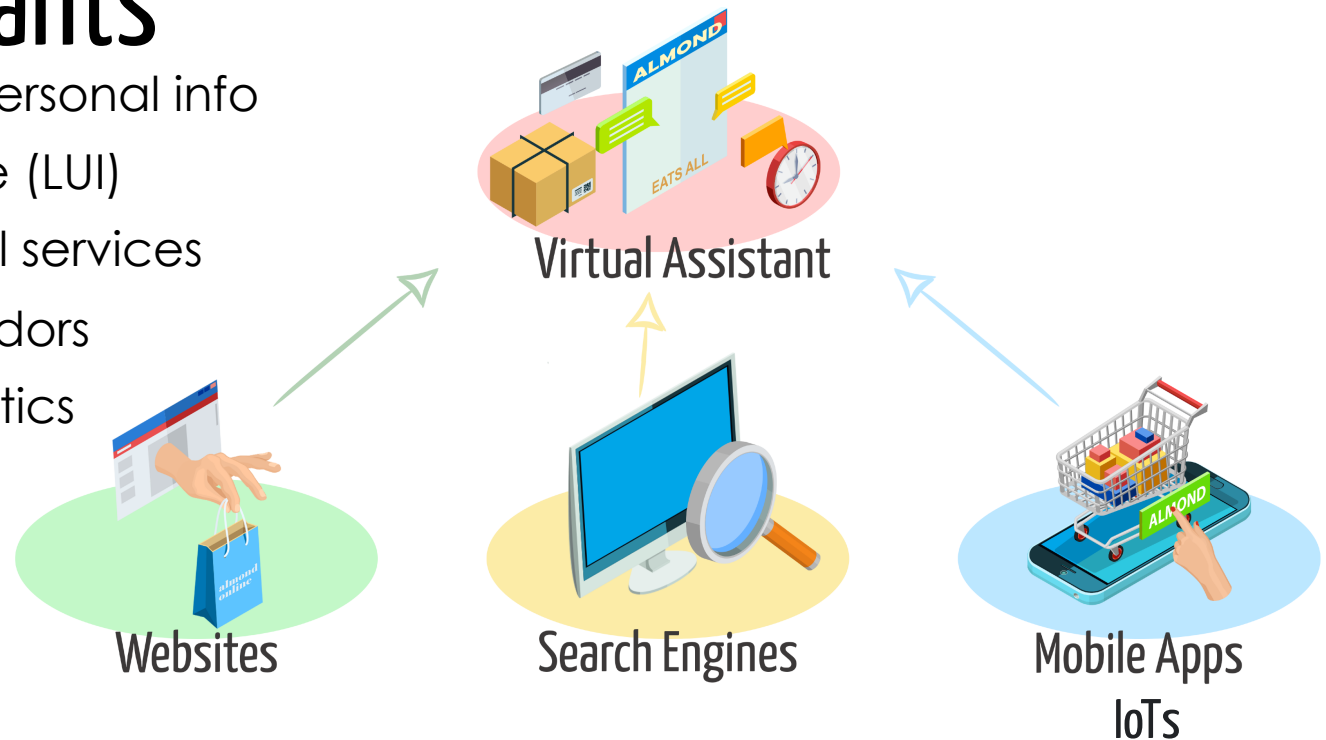 ants
ersonal info
e (LUI)
l services
dors
tics
ALMOND
EATS ALL
Virtual Assistant
almond
online
Websites
Search Engines
ALMOND
Mobile Apps
IoTs